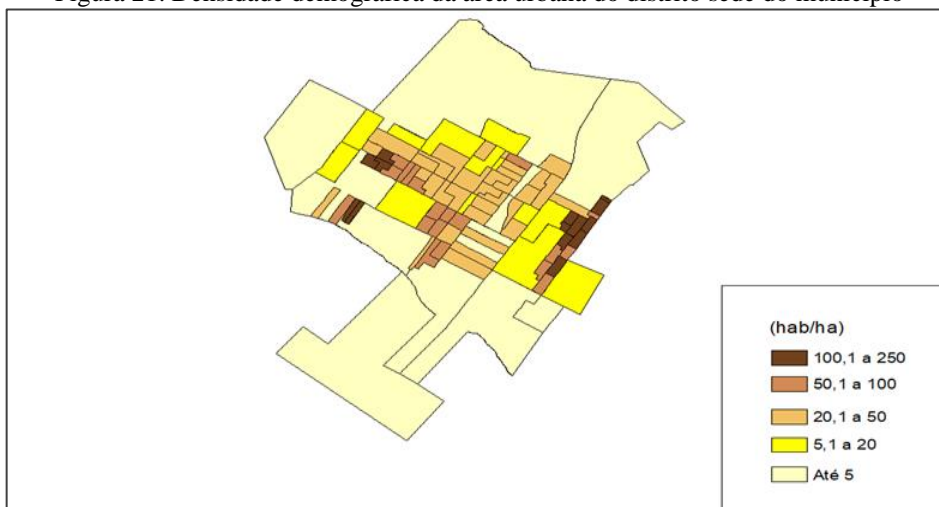 Figura 21: Densidade demográfica da área urbana do distrito sede do município
(hab/ha)
100,1 a 250
50,1 a 100
20,1 a 50
5,1 a 20
Até 5